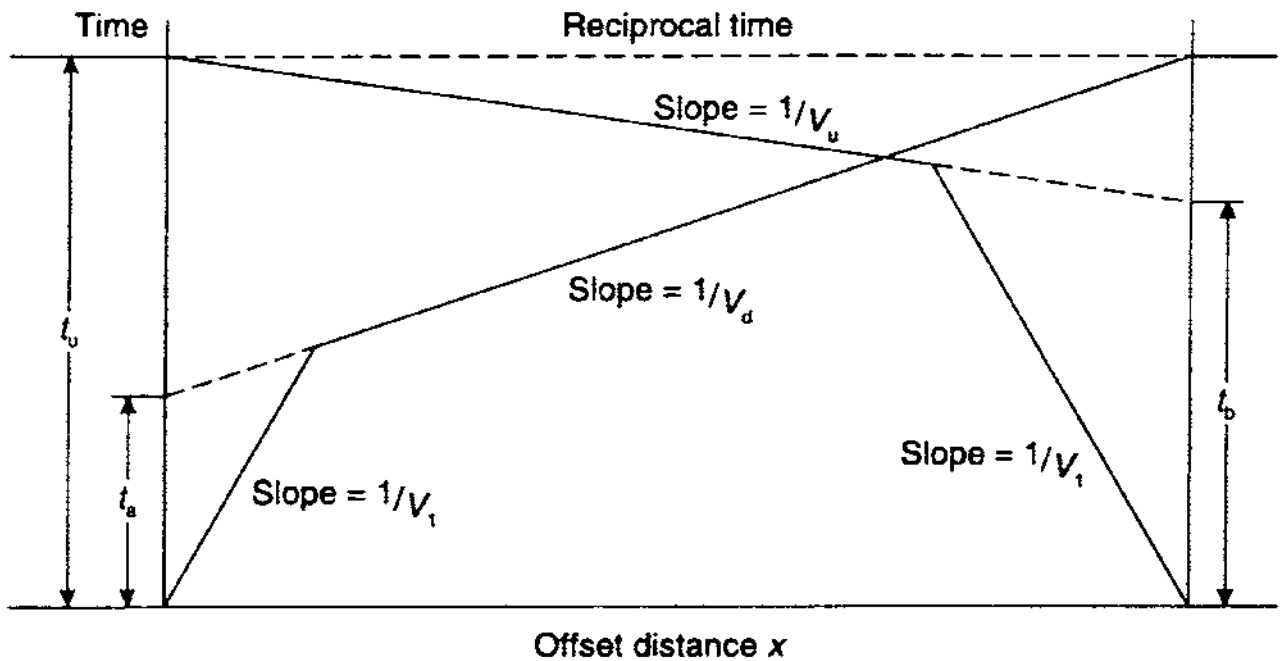 Time
Reciprocal time
Slope = 1/Vu
Slope = 1/Vd
tu
ta
tb
Slope = 1/V1
Slope = 1/V1
Offset distance x